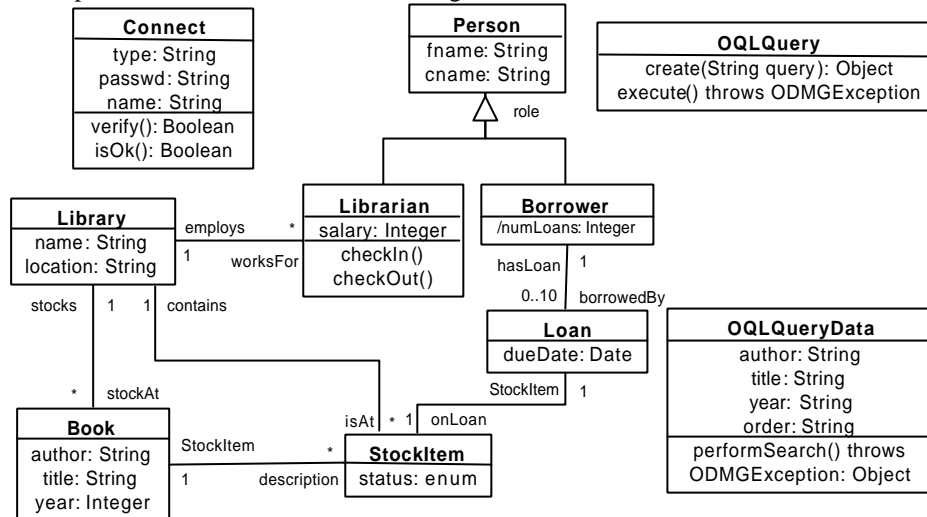 Connect
type: String
passwd: String
name: String
verify(): Boolean
isOk(): Boolean
Person
fname: String
cname: String
role
OQLQuery
create(String query): Object
execute() throws ODMGException
Library
name: String
location: String
employs
*
1
worksFor
Librarian
salary: Integer
checkIn()
checkOut()
Borrower
/numLoans: Integer
hasLoan
1
0..10
borrowedBy
Loan
dueDate: Date
StockItem
1
stocks
1
1
contains
*
stockAt
isAt
*
1
onLoan
Book
author: String
title: String
year: Integer
StockItem
*
1
description
StockItem
status: enum
OQLQueryData
author: String
title: String
year: String
order: String
performSearch() throws
ODMGException: Object